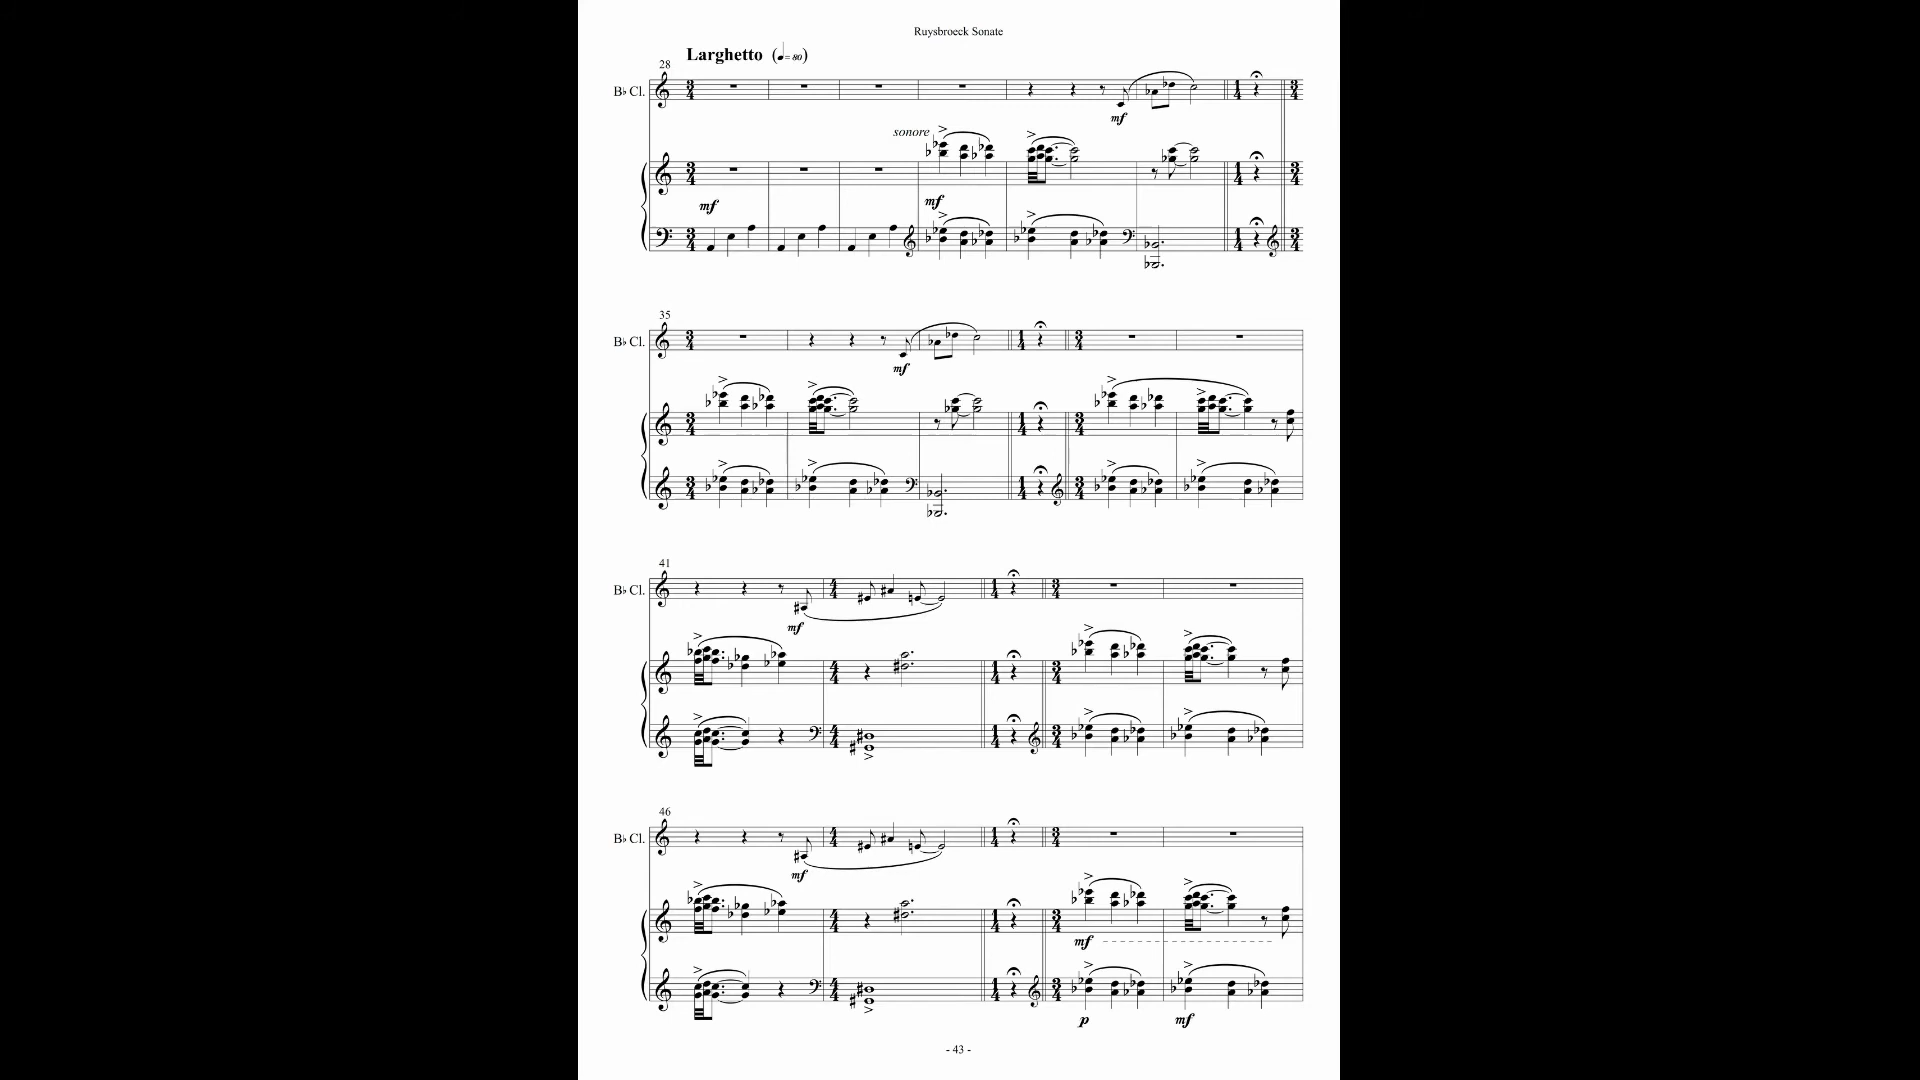 Ruysbroeck Sonate
Larghetto (♩= 80)
28
B♭ Cl.
mf
sonore
mf
mf
35
B♭ Cl.
mf
41
B♭ Cl.
mf
46
B♭ Cl.
mf
mf
p
mf
- 43 -